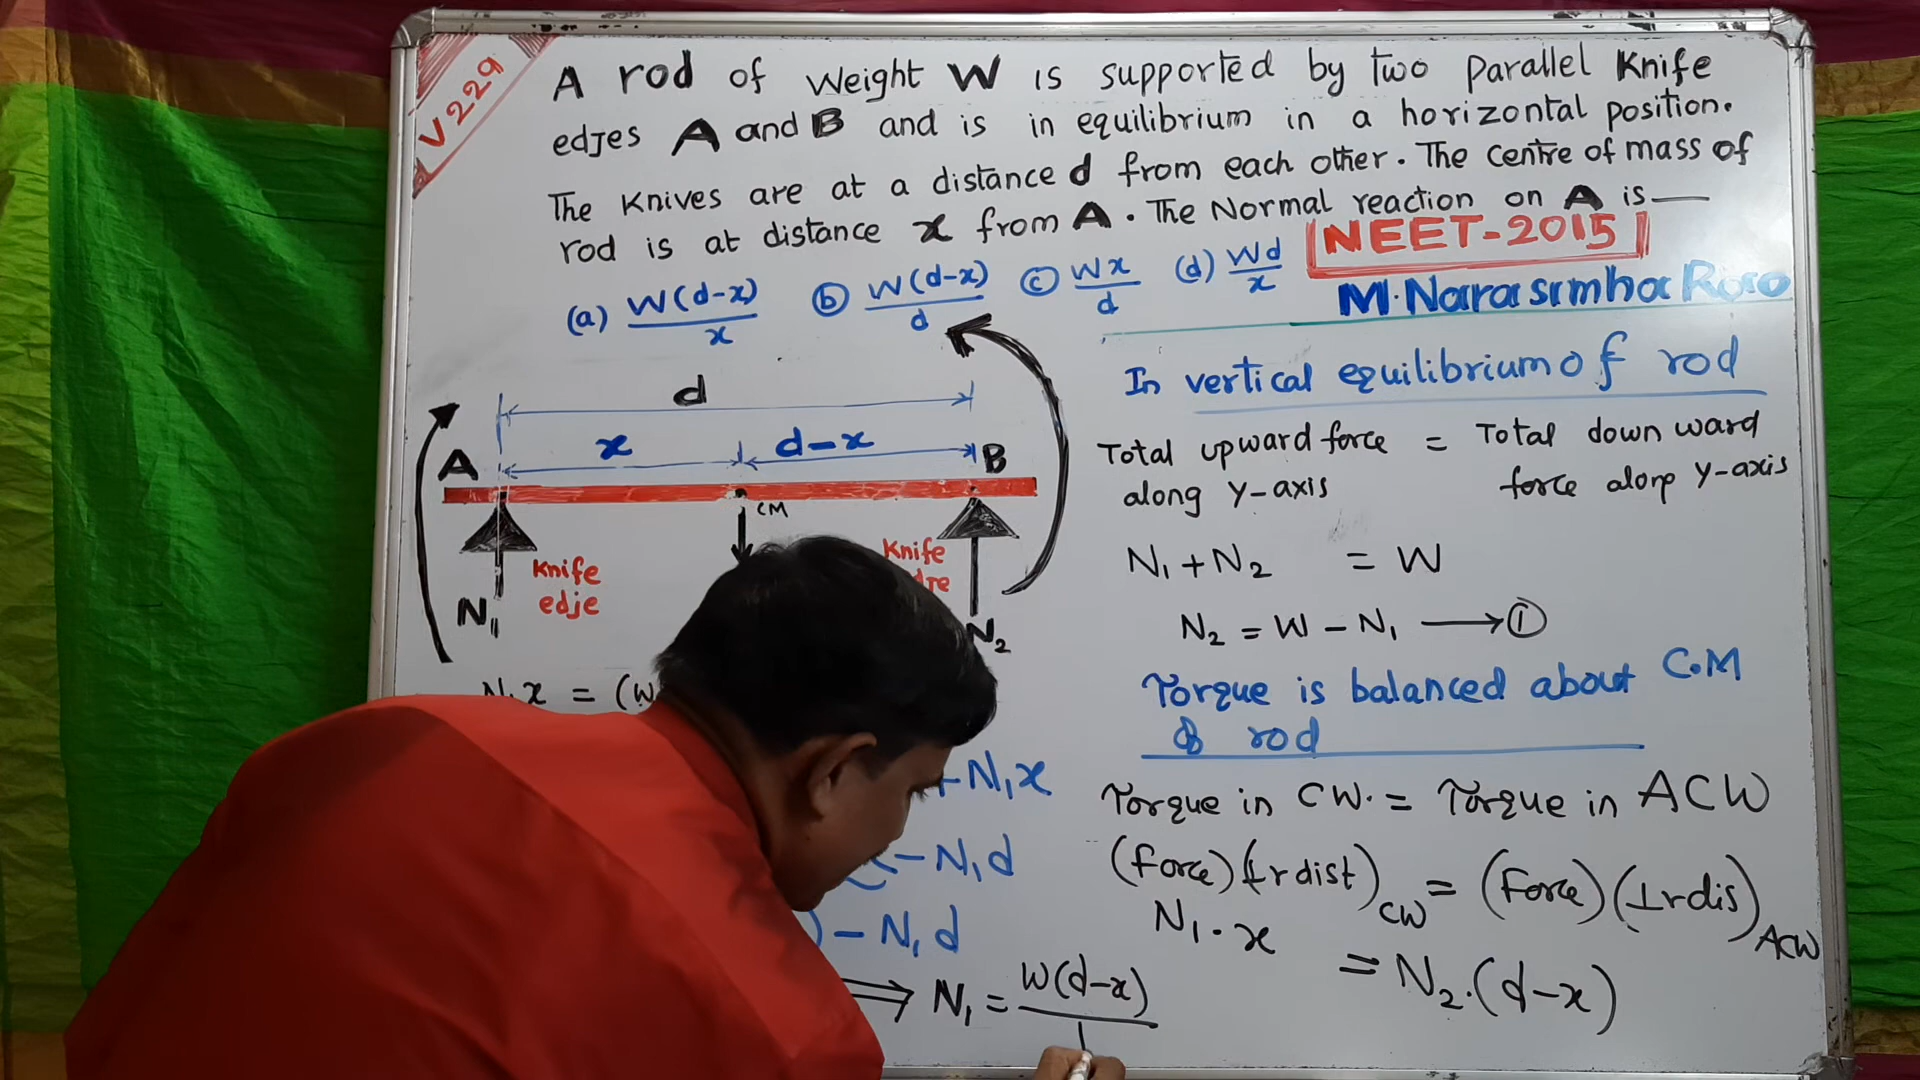 V229
A rod of weight W is supported by two parallel Knife
edjes A and B and is in equilibrium in a horizontal position.
The Knives are at a distance d from each other. The centre of mass of
rod is at distance x from A. The Normal reaction on A is —
NEET-2015
(a) W(d-x)/x (b) W(d-x)/d (c) Wx/d (d) Wd/x
M. Narasimha Rao
d
x d-x
A B
CM
Knife
edje
Knife
N₁ N₂
N₁x = (W
N₁x
- N₁d
) - N₁d
⇒ N₁ = W(d-x)/
In vertical equilibrium of rod
Total upward force = Total down ward
along Y-axis force along Y-axis
N₁ + N₂ = W
N₂ = W - N₁ → ①
Torque is balanced about C.M
of rod
Torque in CW. = Torque in ACW
(Force)(⊥r dist)CW = (Force)(⊥r dis)ACW
N₁.x = N₂.(d-x)